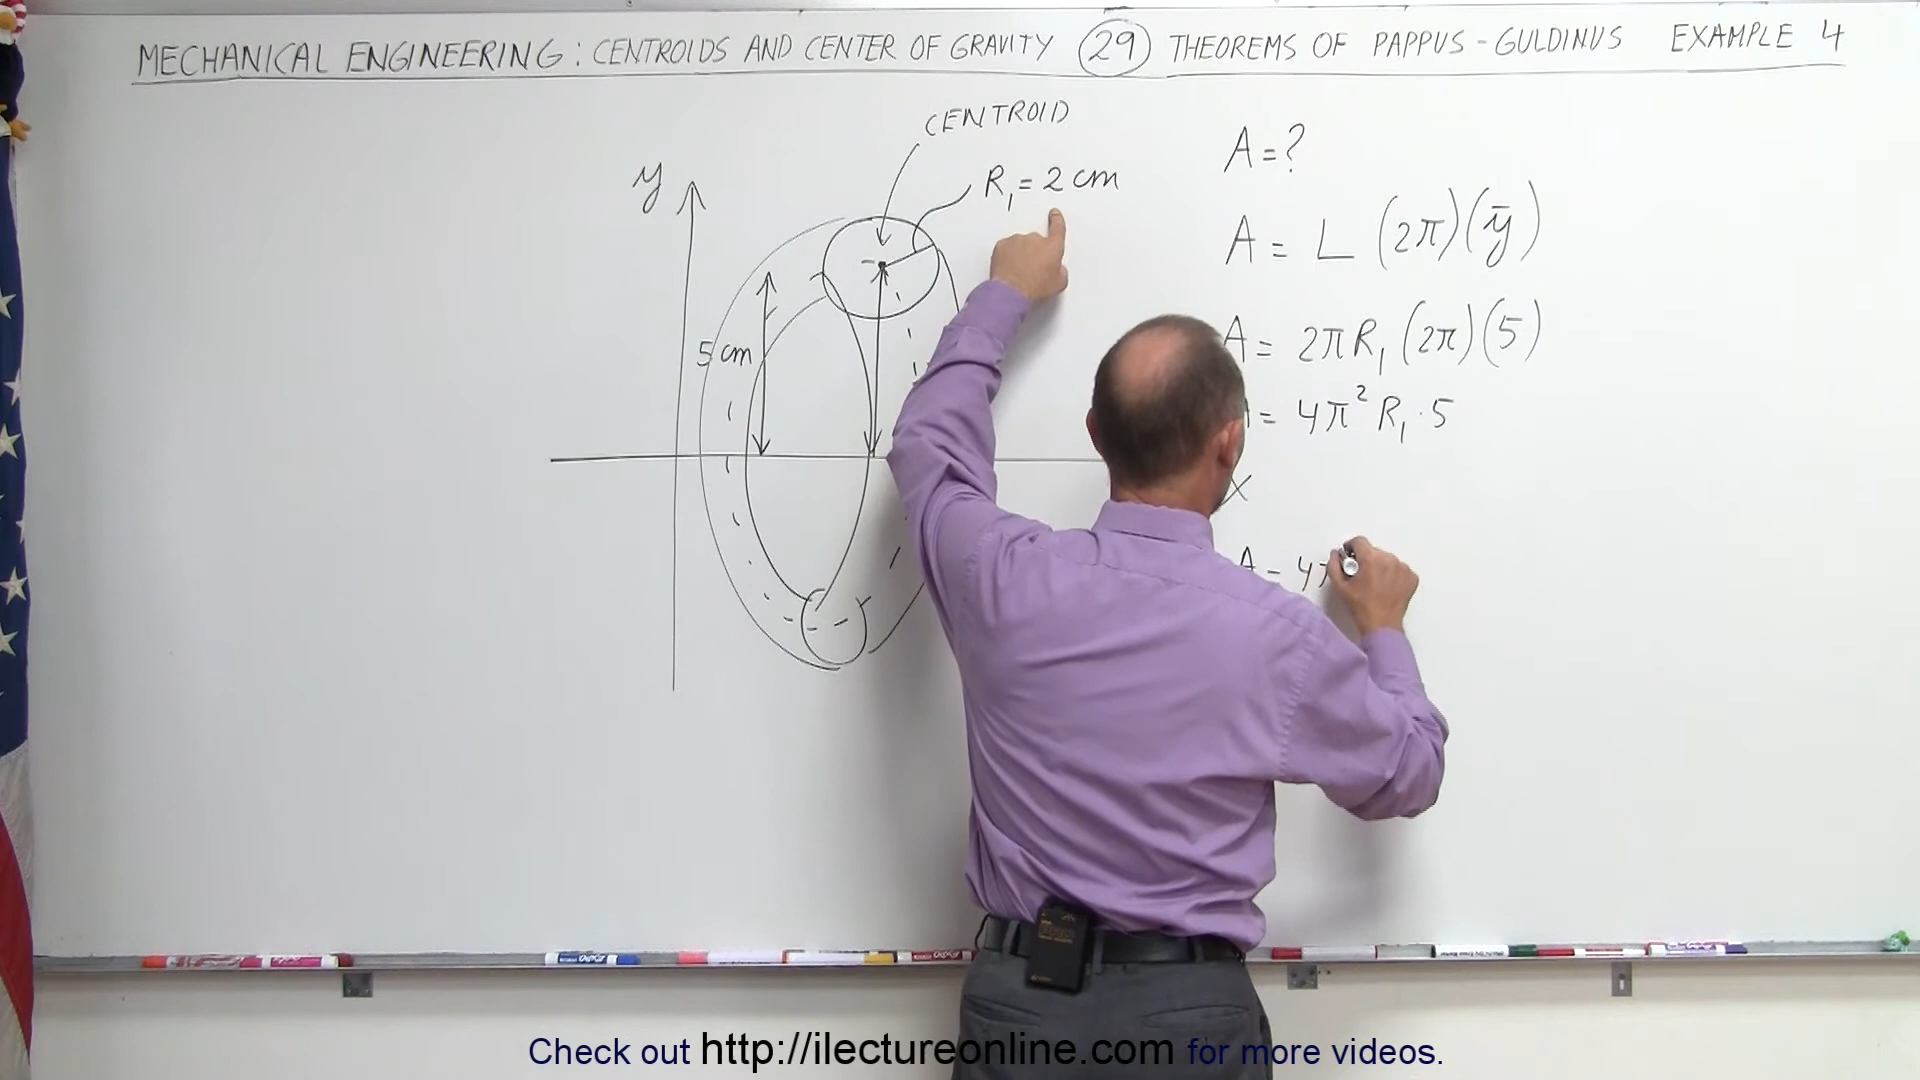 MECHANICAL ENGINEERING: CENTROIDS AND CENTER OF GRAVITY (29) THEOREMS OF PAPPUS-GULDINUS EXAMPLE 4
CENTROID
R₁ = 2 cm
y
5 cm
A = ?
A = L (2π)(ȳ)
A = 2πR₁ (2π)(5)
= 4π² R₁·5
x
A = 4π
Check out http://ilectureonline.com for more videos.